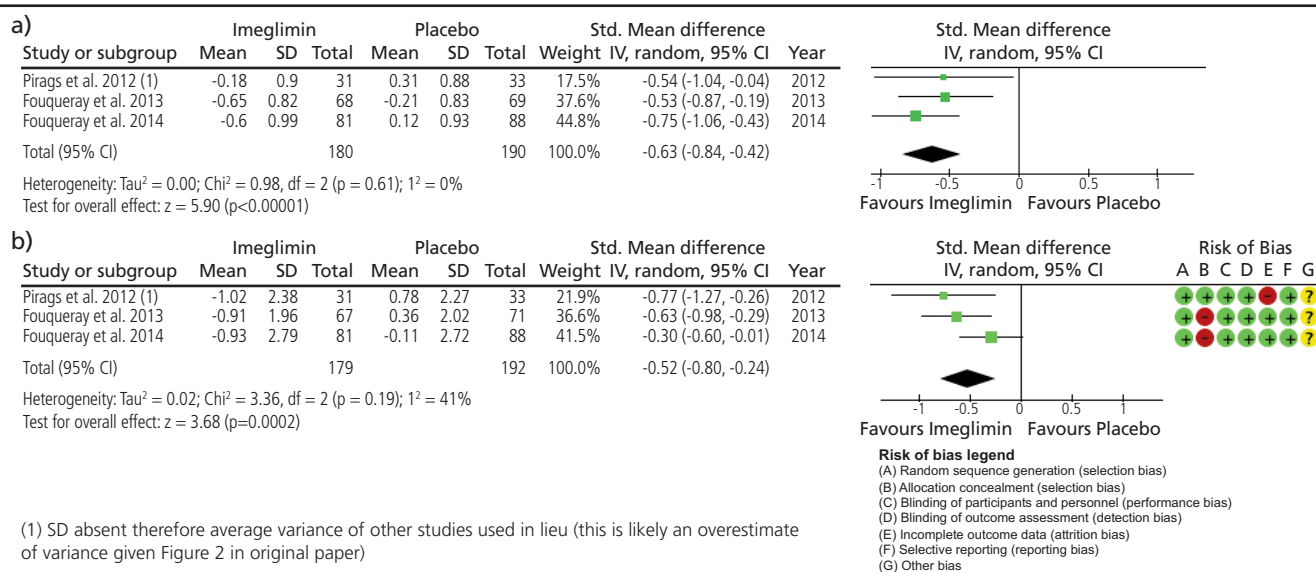 a)
Imeglimin Placebo Std. Mean difference Std. Mean difference
Study or subgroup Mean SD Total Mean SD Total Weight IV, random, 95% CI Year IV, random, 95% CI
Pirags et al. 2012 (1) -0.18 0.9 31 0.31 0.88 33 17.5% -0.54 (-1.04, -0.04) 2012
Fouqueray et al. 2013 -0.65 0.82 68 -0.21 0.83 69 37.6% -0.53 (-0.87, -0.19) 2013
Fouqueray et al. 2014 -0.6 0.99 81 0.12 0.93 88 44.8% -0.75 (-1.06, -0.43) 2014
Total (95% CI) 180 190 100.0% -0.63 (-0.84, -0.42)
Heterogeneity: Tau² = 0.00; Chi² = 0.98, df = 2 (p = 0.61); 1² = 0%
Test for overall effect: z = 5.90 (p<0.00001)
-1 -0.5 0 0.5 1
Favours Imeglimin Favours Placebo
b)
Imeglimin Placebo Std. Mean difference Std. Mean difference Risk of Bias
Study or subgroup Mean SD Total Mean SD Total Weight IV, random, 95% CI Year IV, random, 95% CI A B C D E F G
Pirags et al. 2012 (1) -1.02 2.38 31 0.78 2.27 33 21.9% -0.77 (-1.27, -0.26) 2012 + + + + - + ?
Fouqueray et al. 2013 -0.91 1.96 67 0.36 2.02 71 36.6% -0.63 (-0.98, -0.29) 2013 + - + + + + ?
Fouqueray et al. 2014 -0.93 2.79 81 -0.11 2.72 88 41.5% -0.30 (-0.60, -0.01) 2014 + - + + + + ?
Total (95% CI) 179 192 100.0% -0.52 (-0.80, -0.24)
Heterogeneity: Tau² = 0.02; Chi² = 3.36, df = 2 (p = 0.19); 1² = 41%
Test for overall effect: z = 3.68 (p=0.0002)
-1 -0.5 0 0.5 1
Favours Imeglimin Favours Placebo
Risk of bias legend
(A) Random sequence generation (selection bias)
(B) Allocation concealment (selection bias)
(C) Blinding of participants and personnel (performance bias)
(D) Blinding of outcome assessment (detection bias)
(E) Incomplete outcome data (attrition bias)
(F) Selective reporting (reporting bias)
(G) Other bias
(1) SD absent therefore average variance of other studies used in lieu (this is likely an overestimate
of variance given Figure 2 in original paper)